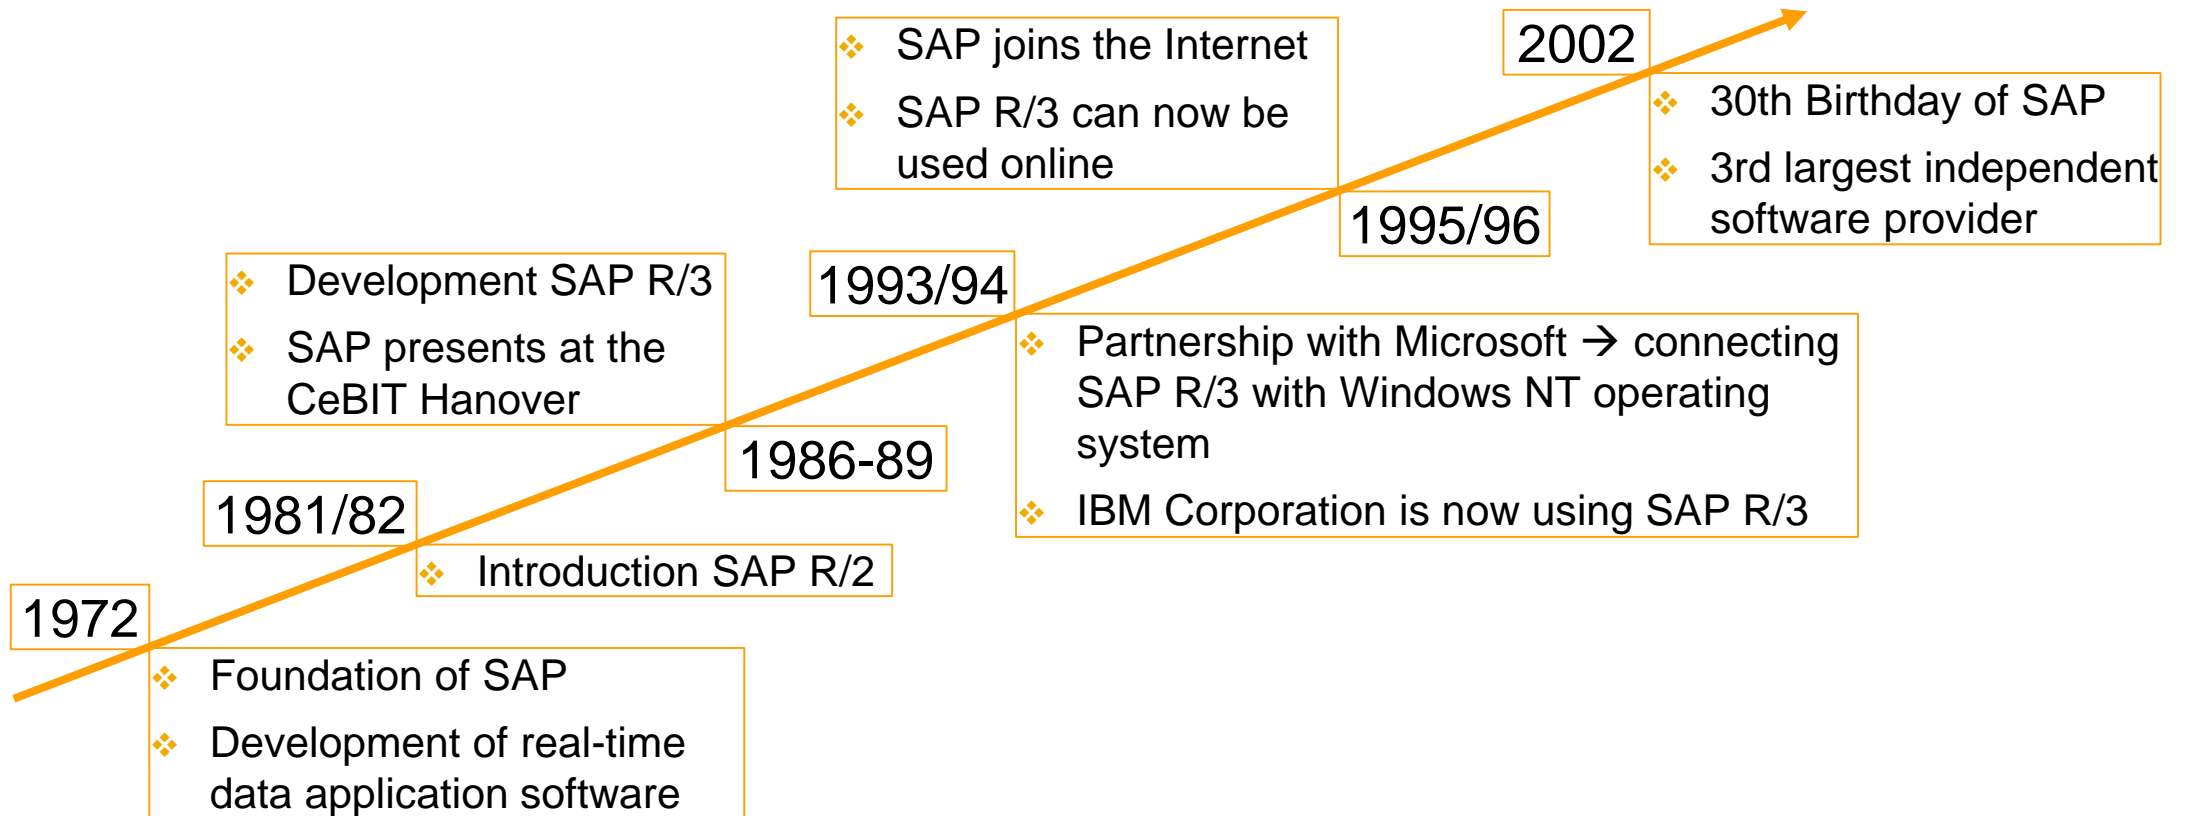 1972
Foundation of SAP
Development of real-time
data application software
1981/82
Introduction SAP R/2
1986-89
Development SAP R/3
SAP presents at the
CeBIT Hanover
1993/94
Partnership with Microsoft → connecting
SAP R/3 with Windows NT operating
system
IBM Corporation is now using SAP R/3
1995/96
SAP joins the Internet
SAP R/3 can now be
used online
2002
30th Birthday of SAP
3rd largest independent
software provider